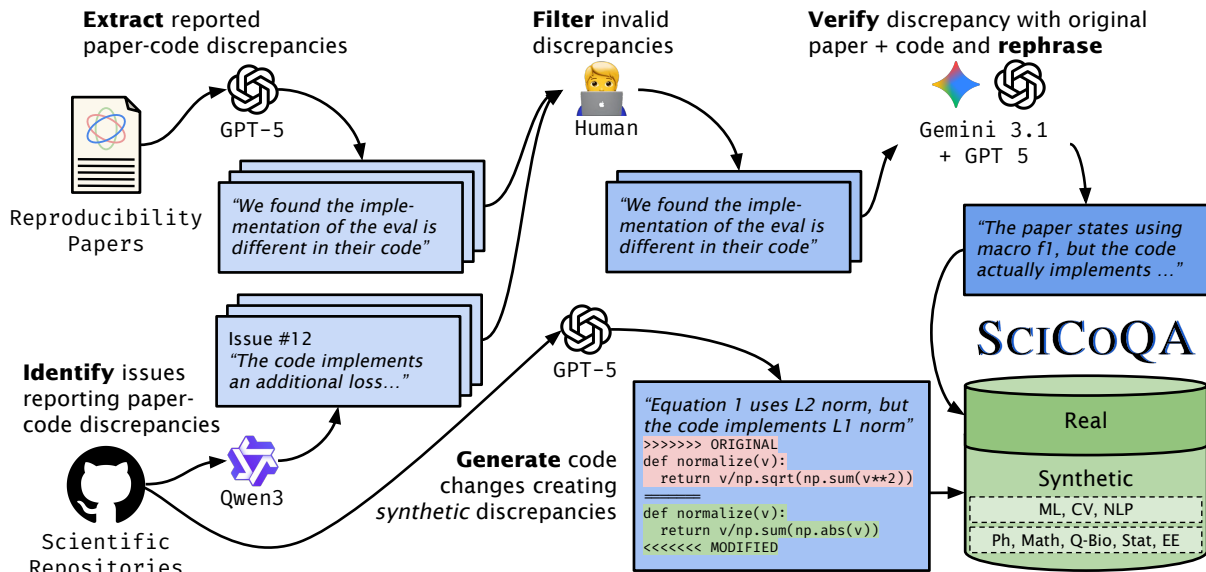 Extract reported
paper-code discrepancies
GPT-5
Reproducibility
Papers
“We found the imple-
mentation of the eval is
different in their code”
Filter invalid
discrepancies
Human
“We found the imple-
mentation of the eval is
different in their code”
Verify discrepancy with original
paper + code and rephrase
Gemini 3.1
+ GPT 5
“The paper states using
macro f1, but the code
actually implements …”
Identify issues
reporting paper-
code discrepancies
Issue #12
“The code implements
an additional loss…”
Qwen3
Scientific
Repositories
GPT-5
Generate code
changes creating
synthetic discrepancies
“Equation 1 uses L2 norm, but
the code implements L1 norm”
>>>>>>> ORIGINAL
def normalize(v):
  return v/np.sqrt(np.sum(v**2))
=======
def normalize(v):
  return v/np.sum(np.abs(v))
<<<<<<< MODIFIED
SCICOQA
Real
Synthetic
ML, CV, NLP
Ph, Math, Q-Bio, Stat, EE